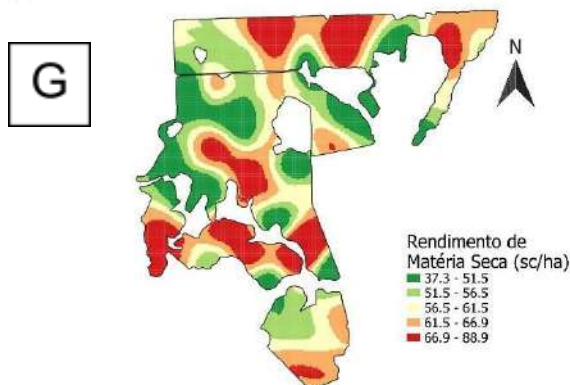 G
N
Rendimento de
Matéria Seca (sc/ha)
37.3 - 51.5
51.5 - 56.5
56.5 - 61.5
61.5 - 66.9
66.9 - 88.9